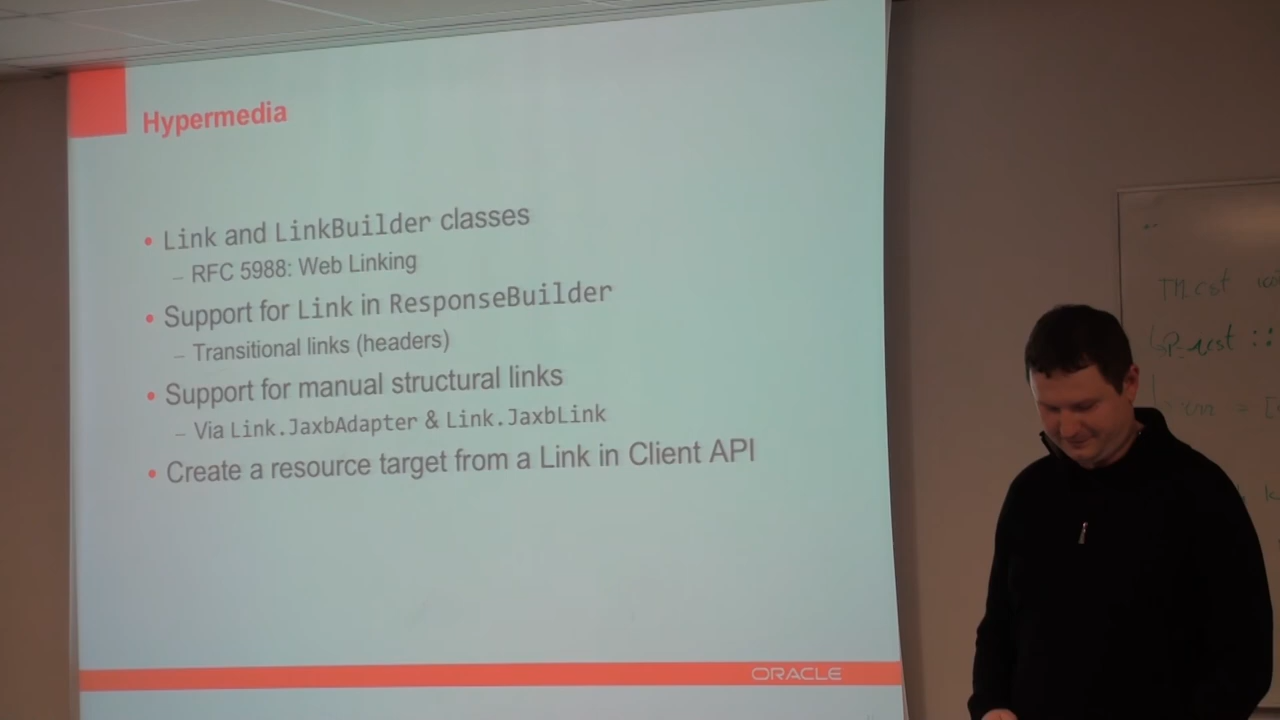 Hypermedia
• Link and LinkBuilder classes
– RFC 5988: Web Linking
• Support for Link in ResponseBuilder
– Transitional links (headers)
• Support for manual structural links
– Via Link.JaxbAdapter & Link.JaxbLink
• Create a resource target from a Link in Client API
ORACLE